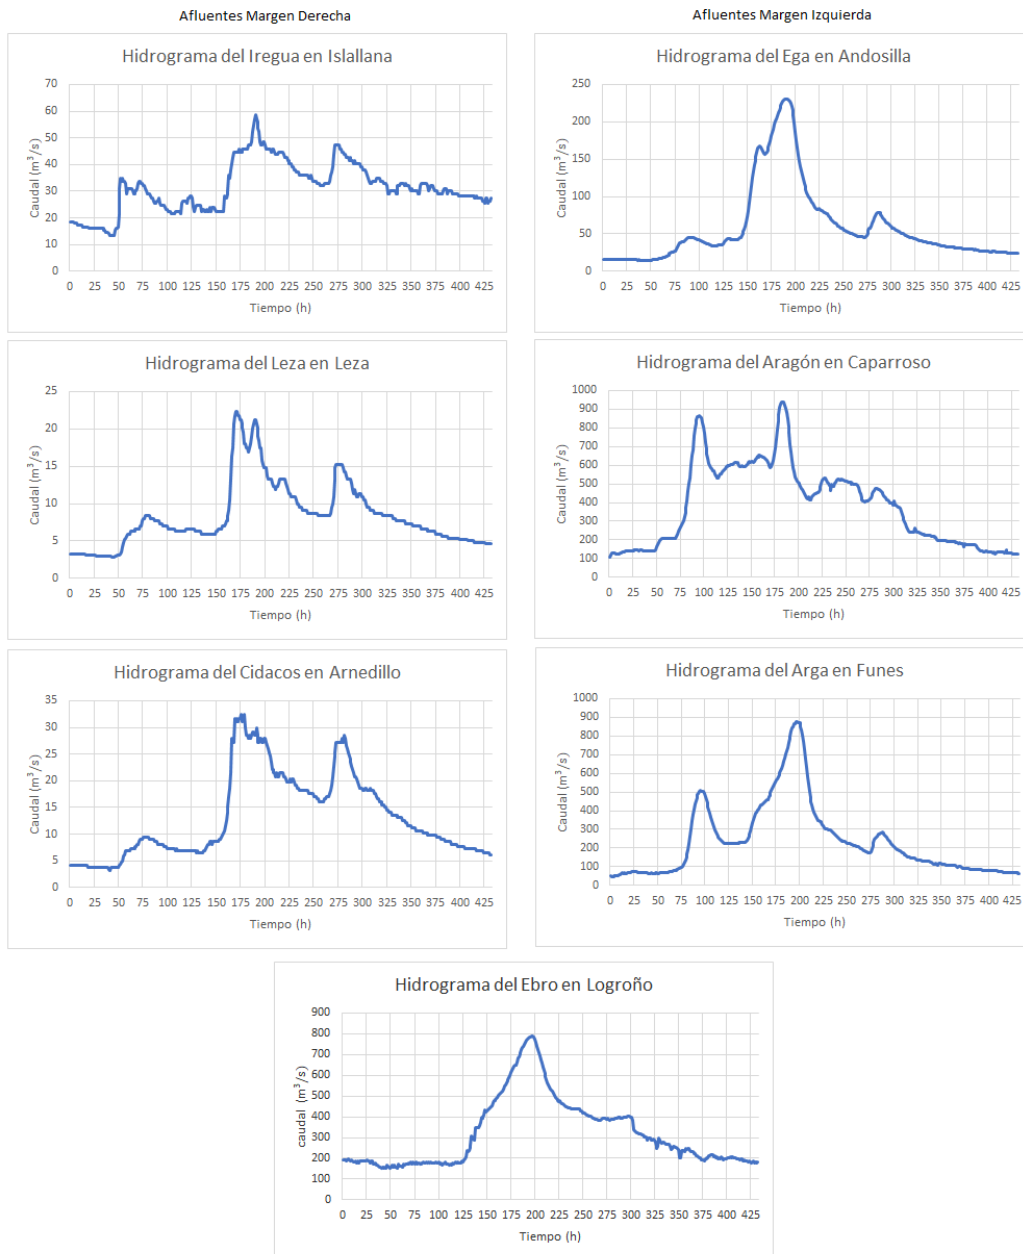 Afluentes Margen Derecha
Afluentes Margen Izquierda
Hidrograma del Iregua en Islallana
Caudal (m³/s)
70
60
50
40
30
20
10
0
0 25 50 75 100 125 150 175 200 225 250 275 300 325 350 375 400 425
Tiempo (h)
Hidrograma del Ega en Andosilla
Caudal (m³/s)
250
200
150
100
50
0
0 25 50 75 100 125 150 175 200 225 250 275 300 325 350 375 400 425
Tiempo (h)
Hidrograma del Leza en Leza
Caudal (m³/s)
25
20
15
10
5
0
0 25 50 75 100 125 150 175 200 225 250 275 300 325 350 375 400 425
Tiempo (h)
Hidrograma del Aragón en Caparroso
Caudal (m³/s)
1000
900
800
700
600
500
400
300
200
100
0
0 25 50 75 100 125 150 175 200 225 250 275 300 325 350 375 400 425
Tiempo (h)
Hidrograma del Cidacos en Arnedillo
Caudal (m³/s)
35
30
25
20
15
10
5
0
0 25 50 75 100 125 150 175 200 225 250 275 300 325 350 375 400 425
Tiempo (h)
Hidrograma del Arga en Funes
Caudal (m³/s)
1000
900
800
700
600
500
400
300
200
100
0
0 25 50 75 100 125 150 175 200 225 250 275 300 325 350 375 400 425
Tiempo (h)
Hidrograma del Ebro en Logroño
caudal (m³/s)
900
800
700
600
500
400
300
200
100
0
0 25 50 75 100 125 150 175 200 225 250 275 300 325 350 375 400 425
Tiempo (h)